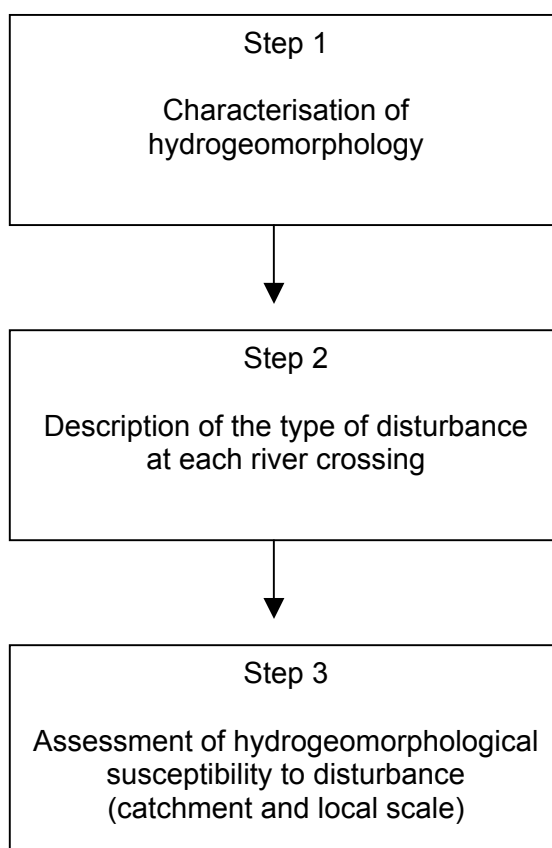 Step 1
Characterisation of
hydrogeomorphology
Step 2
Description of the type of disturbance
at each river crossing
Step 3
Assessment of hydrogeomorphological
susceptibility to disturbance
(catchment and local scale)